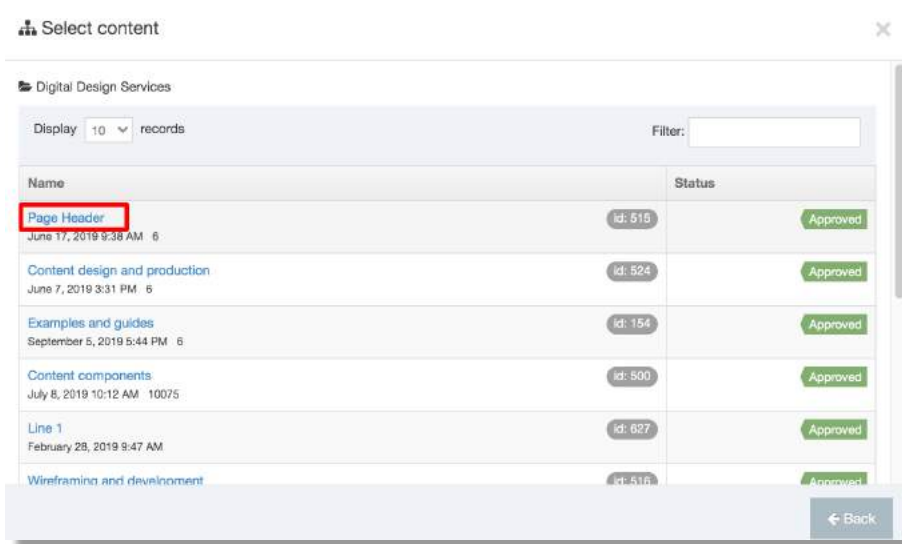 Select content
×
Digital Design Services
Display 10 records Filter:
Name Status
Page Header id: 515 Approved
June 17, 2019 9:38 AM 6
Content design and production id: 524 Approved
June 7, 2019 3:31 PM 6
Examples and guides id: 154 Approved
September 5, 2019 5:44 PM 6
Content components id: 500 Approved
July 8, 2019 10:12 AM 10075
Line 1 id: 627 Approved
February 28, 2019 9:47 AM
Wireframing and development id: 516 Approved
← Back